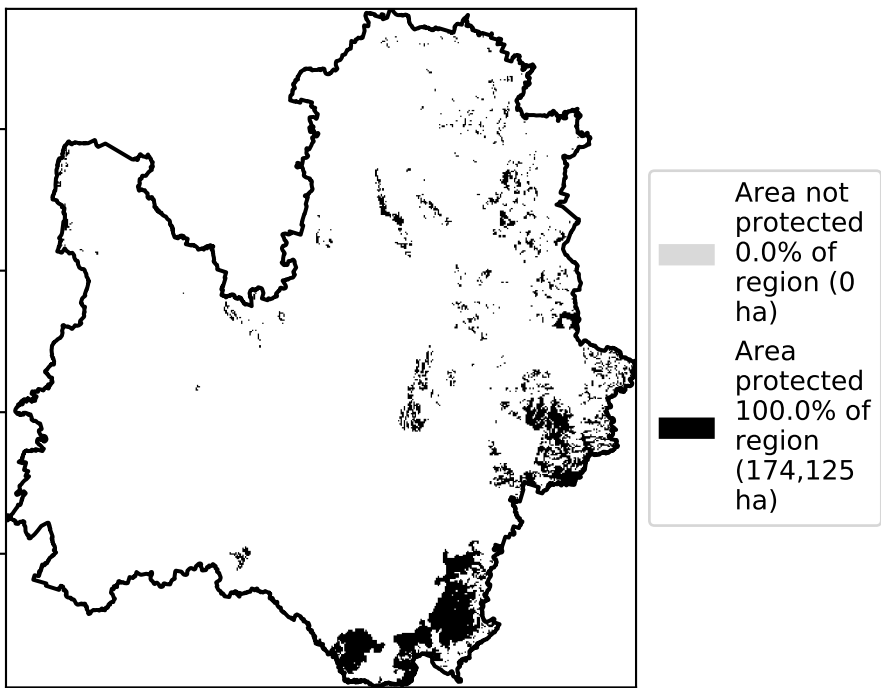 Area not
protected
0.0% of
region (0
ha)
Area
protected
100.0% of
region
(174,125
ha)